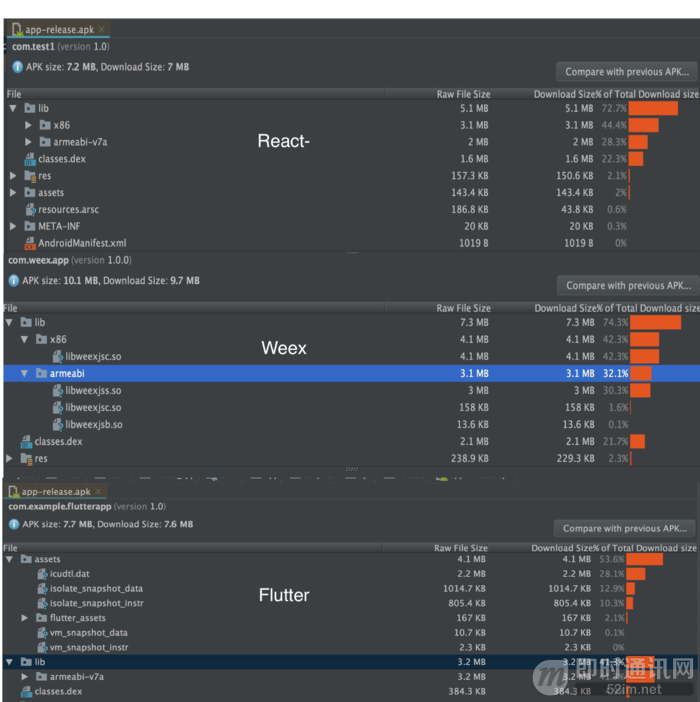 app-release.apk ×
com.test1 (version 1.0)
APK size: 7.2 MB, Download Size: 7 MB
Compare with previous APK...
File Raw File Size Download Size% of Total Download size
lib 5.1 MB 5.1 MB 72.7%
x86 3.1 MB 3.1 MB 44.4%
armeabi-v7a 2 MB 2 MB 28.3%
React-
classes.dex 1.6 MB 1.6 MB 22.3%
res 157.3 KB 150.6 KB 2.1%
assets 143.4 KB 143.4 KB 2%
resources.arsc 186.8 KB 43.8 KB 0.6%
META-INF 20 KB 20 KB 0.3%
AndroidManifest.xml 1019 B 1019 B 0%
com.weex.app (version 1.0.0)
APK size: 10.1 MB, Download Size: 9.7 MB
Compare with previous APK...
File Raw File Size Download Size% of Total Download size
lib 7.3 MB 7.3 MB 74.3%
x86 4.1 MB 4.1 MB 42.3%
Weex
libweexjsc.so 4.1 MB 4.1 MB 42.3%
armeabi 3.1 MB 3.1 MB 32.1%
libweexjss.so 3 MB 3 MB 30.3%
libweexjsc.so 158 KB 158 KB 1.6%
libweexjsb.so 13.6 KB 13.6 KB 0.1%
classes.dex 2.1 MB 2.1 MB 21.7%
res 238.9 KB 229.3 KB 2.3%
app-release.apk ×
com.example.flutterapp (version 1.0)
APK size: 7.7 MB, Download Size: 7.6 MB
Compare with previous APK...
File Raw File Size Download Size% of Total Download size
assets 4.1 MB 4.1 MB 53.6%
icudtl.dat 2.2 MB 2.2 MB 28.1%
isolate_snapshot_data 1014.7 KB 1014.7 KB 12.9%
Flutter
isolate_snapshot_instr 805.4 KB 805.4 KB 10.3%
flutter_assets 167 KB 167 KB 2.1%
vm_snapshot_data 10.7 KB 10.7 KB 0.1%
vm_snapshot_instr 2.3 KB 2.3 KB 0%
lib 3.2 MB 3.2 MB 41.3%
armeabi-v7a 3.2 MB 3.2 MB
classes.dex 384.3 KB 384.3 KB
即时通讯网
52im.net